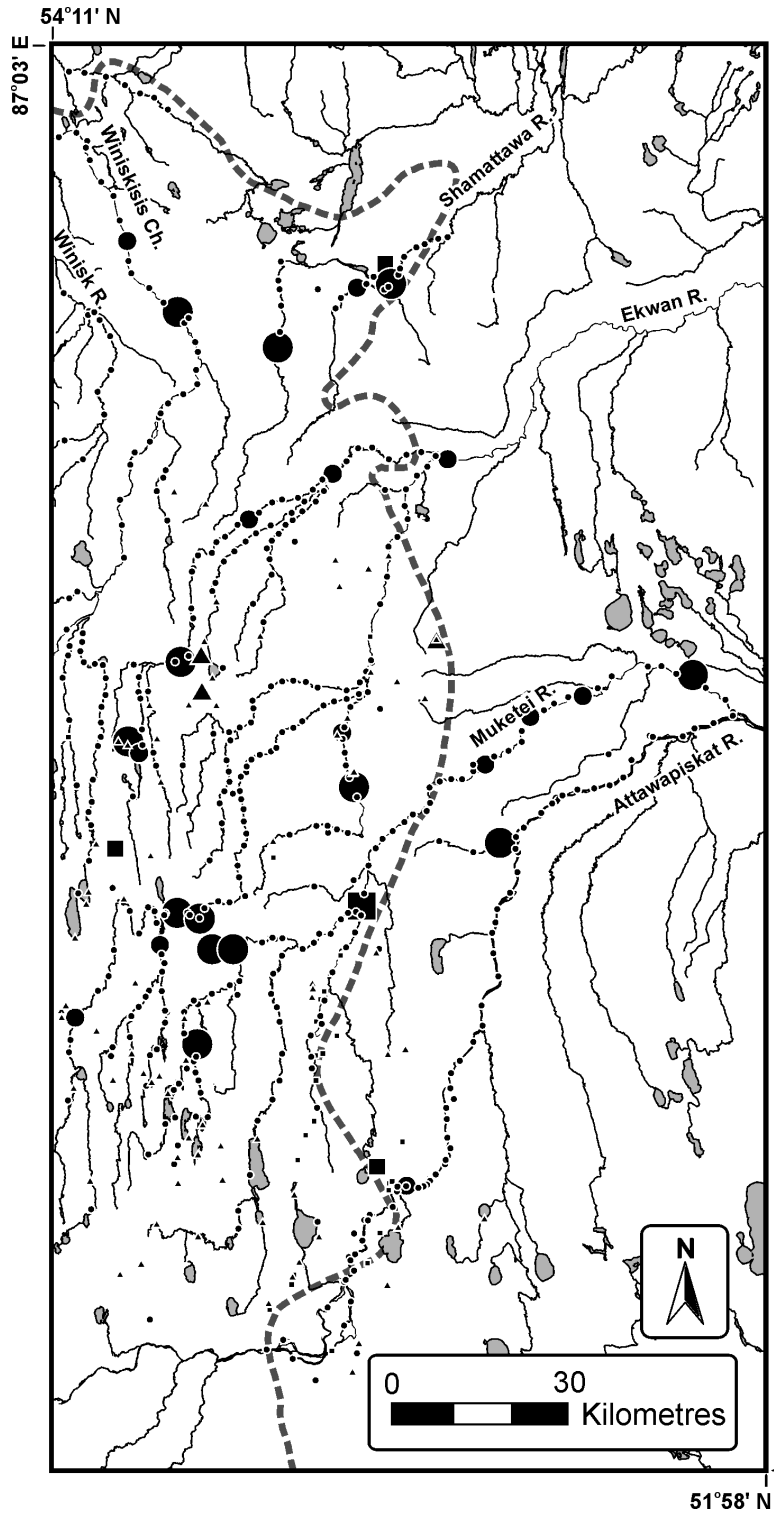 54°11' N
87°03' E
Winiskisis Ch.
Shamattawa R.
Winisk R.
Ekwan R.
Muketei R.
Attawapiskat R.
N
0 30
Kilometres
51°58' N